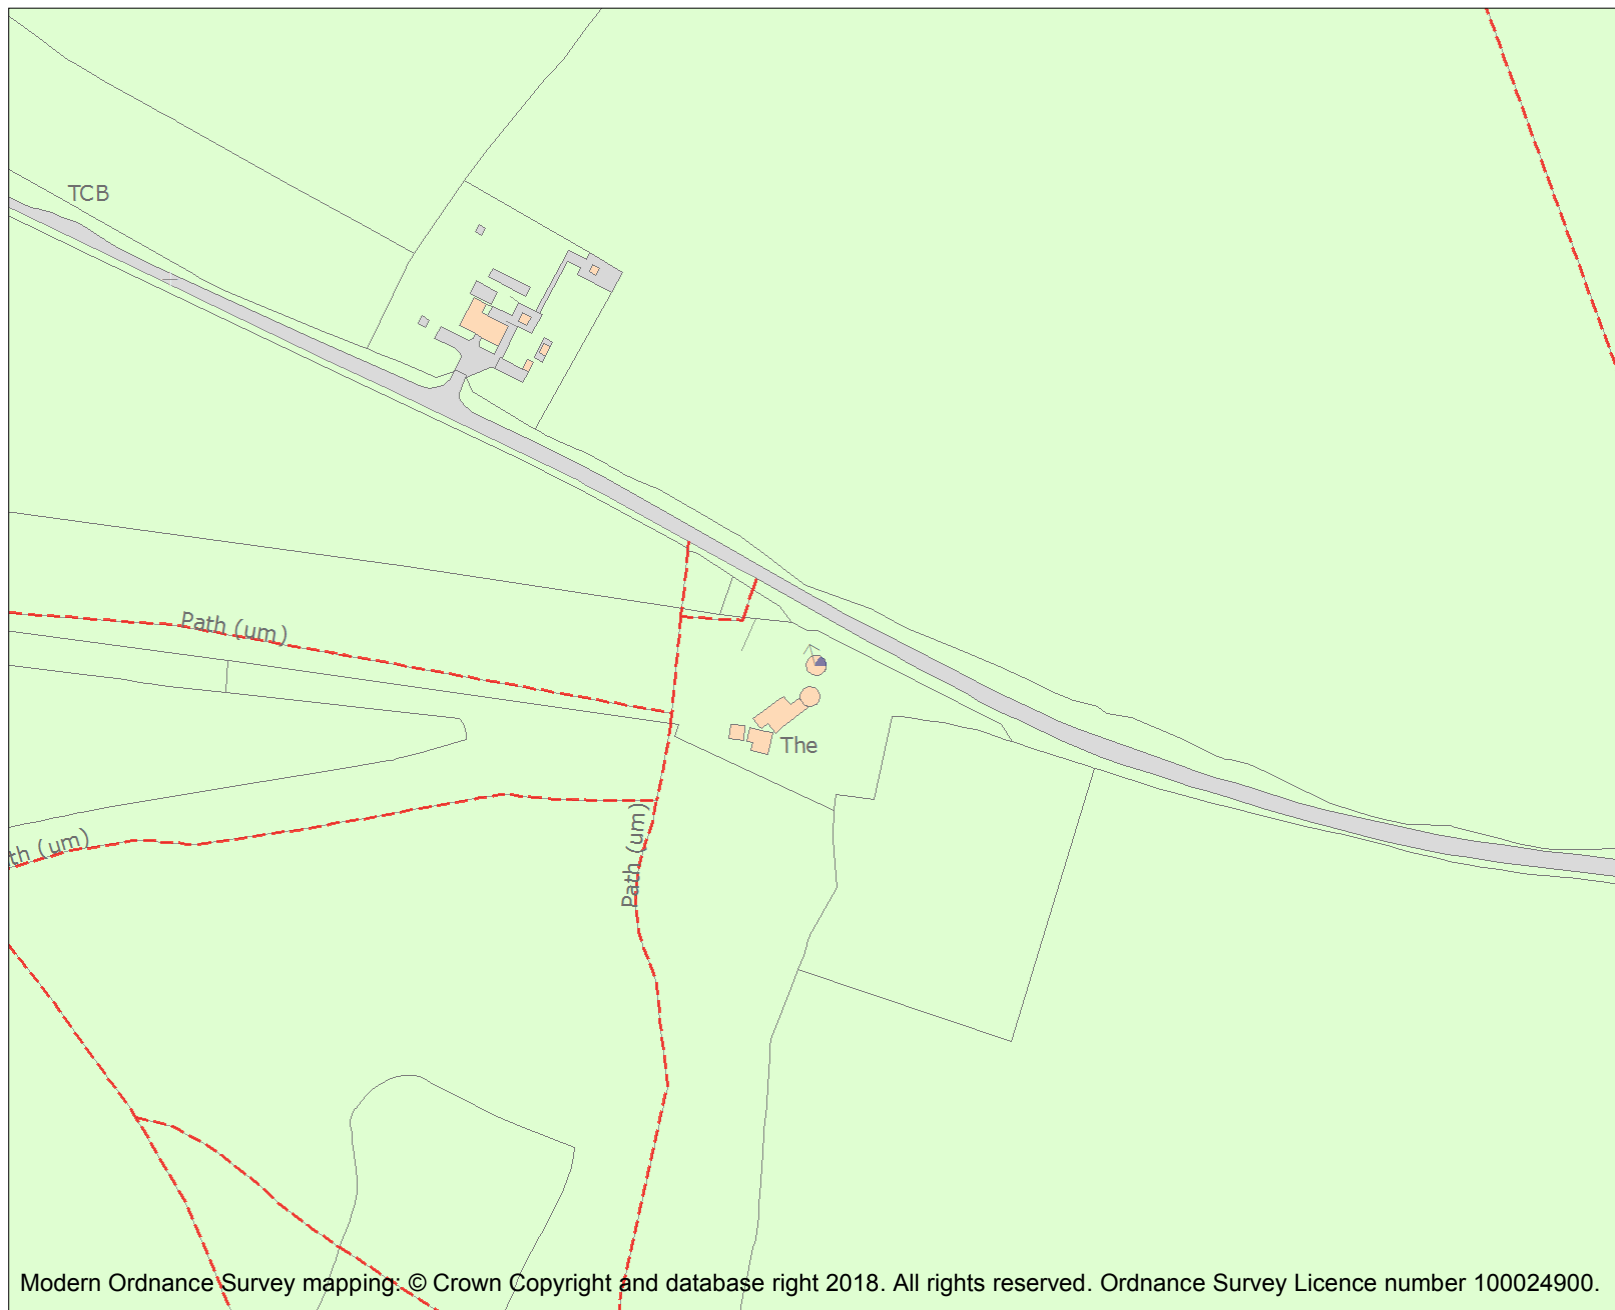 TCB
Path (um)
The
Path (um)
th (um)
Modern Ordnance Survey mapping: © Crown Copyright and database right 2018. All rights reserved. Ordnance Survey Licence number 100024900.